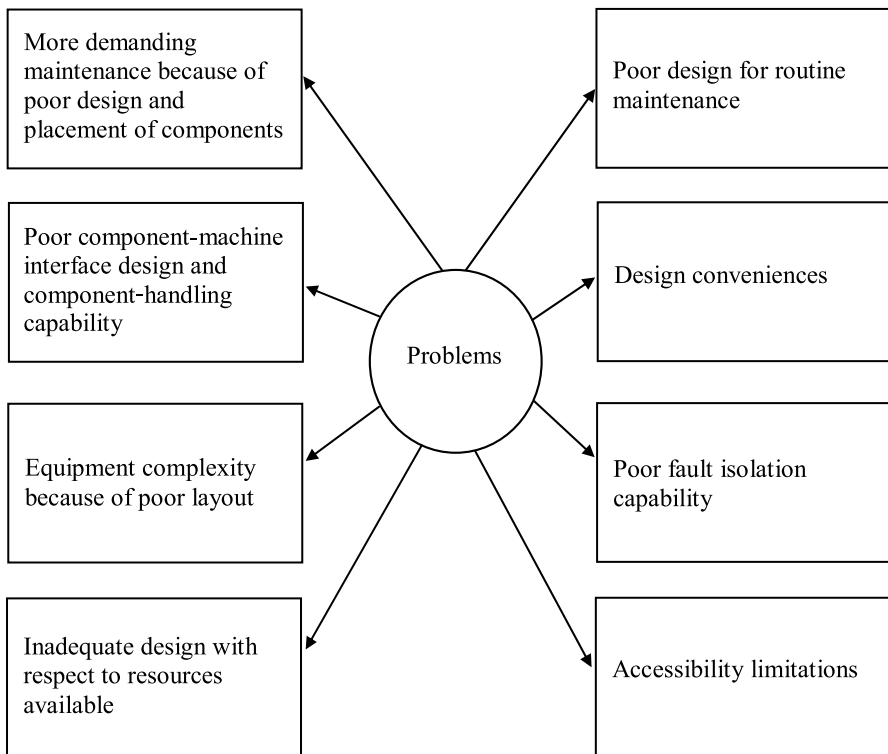 More demanding
maintenance because of
poor design and
placement of components
Poor design for routine
maintenance
Poor component-machine
interface design and
component-handling
capability
Design conveniences
Problems
Equipment complexity
because of poor layout
Poor fault isolation
capability
Inadequate design with
respect to resources
available
Accessibility limitations